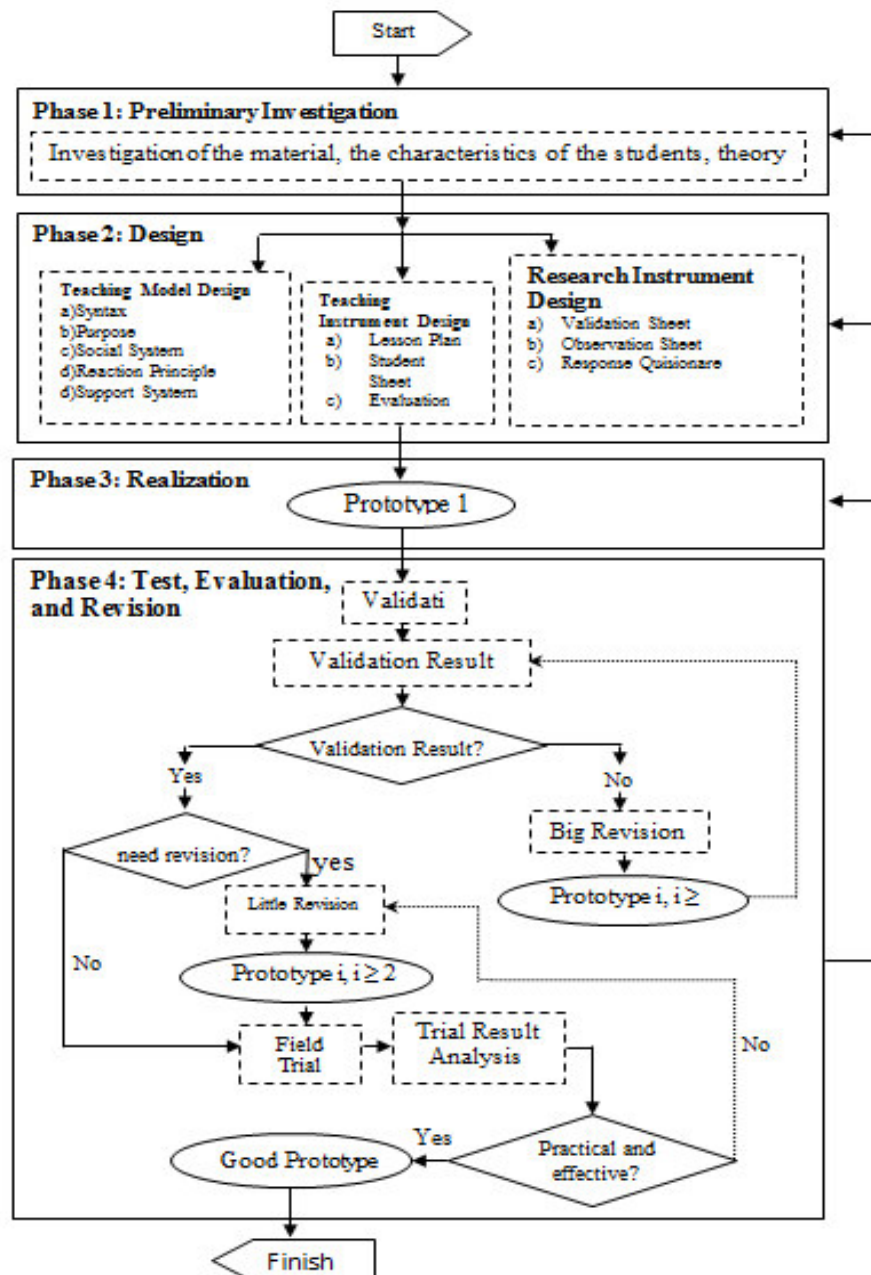 Start
Phase 1: Preliminary Investigation
Investigation of the material, the characteristics of the students, theory
Phase 2: Design
Teaching Model Design
a)Syntax
b)Purpose
c)Social System
d)Reaction Principle
d)Support System
Teaching
Instrument Design
a) Lesson Plan
b) Student
Sheet
c) Evaluation
Research Instrument
Design
a) Validation Sheet
b) Observation Sheet
c) Response Quisionare
Phase 3: Realization
Prototype 1
Phase 4: Test, Evaluation,
and Revision
Validati
Validation Result
Validation Result?
Yes
No
need revision?
yes
Big Revision
Little Revision
Prototype i, i ≥
No
Prototype i, i ≥ 2
Field
Trial
Trial Result
Analysis
No
Practical and
effective?
Yes
Good Prototype
Finish